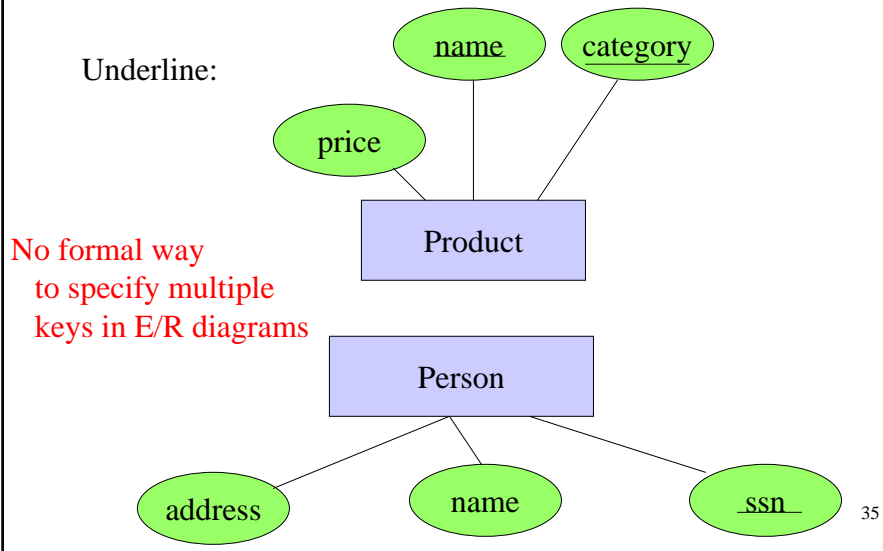 Underline:
name
category
price
Product
No formal way
to specify multiple
keys in E/R diagrams
Person
address
name
ssn
35